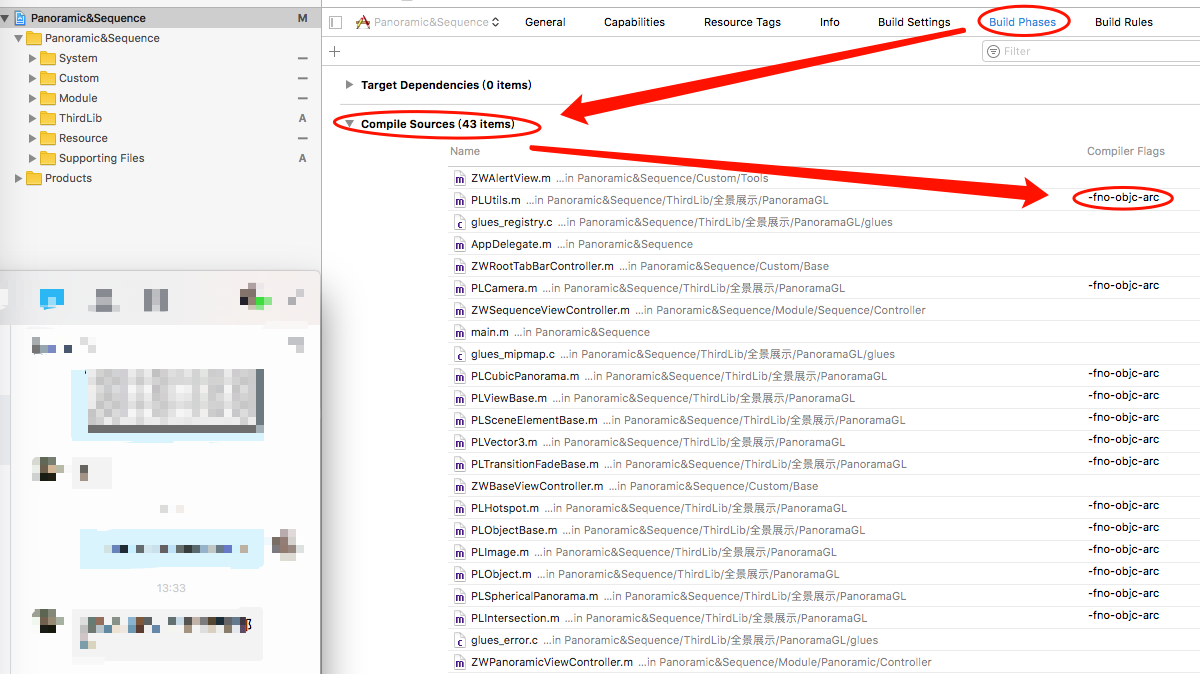 Panoramic&Sequence M
Panoramic&Sequence
System
Custom
Module
ThirdLib A
Resource
Supporting Files A
Products
13:33
Panoramic&Sequence General Capabilities Resource Tags Info Build Settings Build Phases Build Rules
Filter
Target Dependencies (0 items)
Compile Sources (43 items)
Name Compiler Flags
m ZWAlertView.m ...in Panoramic&Sequence/Custom/Tools
m PLUtils.m ...in Panoramic&Sequence/ThirdLib/全景展示/PanoramaGL -fno-objc-arc
c glues_registry.c ...in Panoramic&Sequence/ThirdLib/全景展示/PanoramaGL/glues
m AppDelegate.m ...in Panoramic&Sequence
m ZWRootTabBarController.m ...in Panoramic&Sequence/Custom/Base
m PLCamera.m ...in Panoramic&Sequence/ThirdLib/全景展示/PanoramaGL -fno-objc-arc
m ZWSequenceViewController.m ...in Panoramic&Sequence/Module/Sequence/Controller
m main.m ...in Panoramic&Sequence
c glues_mipmap.c ...in Panoramic&Sequence/ThirdLib/全景展示/PanoramaGL/glues
m PLCubicPanorama.m ...in Panoramic&Sequence/ThirdLib/全景展示/PanoramaGL -fno-objc-arc
m PLViewBase.m ...in Panoramic&Sequence/ThirdLib/全景展示/PanoramaGL -fno-objc-arc
m PLSceneElementBase.m ...in Panoramic&Sequence/ThirdLib/全景展示/PanoramaGL -fno-objc-arc
m PLVector3.m ...in Panoramic&Sequence/ThirdLib/全景展示/PanoramaGL -fno-objc-arc
m PLTransitionFadeBase.m ...in Panoramic&Sequence/ThirdLib/全景展示/PanoramaGL -fno-objc-arc
m ZWBaseViewController.m ...in Panoramic&Sequence/Custom/Base
m PLHotspot.m ...in Panoramic&Sequence/ThirdLib/全景展示/PanoramaGL -fno-objc-arc
m PLObjectBase.m ...in Panoramic&Sequence/ThirdLib/全景展示/PanoramaGL -fno-objc-arc
m PLImage.m ...in Panoramic&Sequence/ThirdLib/全景展示/PanoramaGL -fno-objc-arc
m PLObject.m ...in Panoramic&Sequence/ThirdLib/全景展示/PanoramaGL -fno-objc-arc
m PLSphericalPanorama.m ...in Panoramic&Sequence/ThirdLib/全景展示/PanoramaGL -fno-objc-arc
m PLIntersection.m ...in Panoramic&Sequence/ThirdLib/全景展示/PanoramaGL -fno-objc-arc
c glues_error.c ...in Panoramic&Sequence/ThirdLib/全景展示/PanoramaGL/glues
m ZWPanoramicViewController.m ...in Panoramic&Sequence/Module/Panoramic/Controller